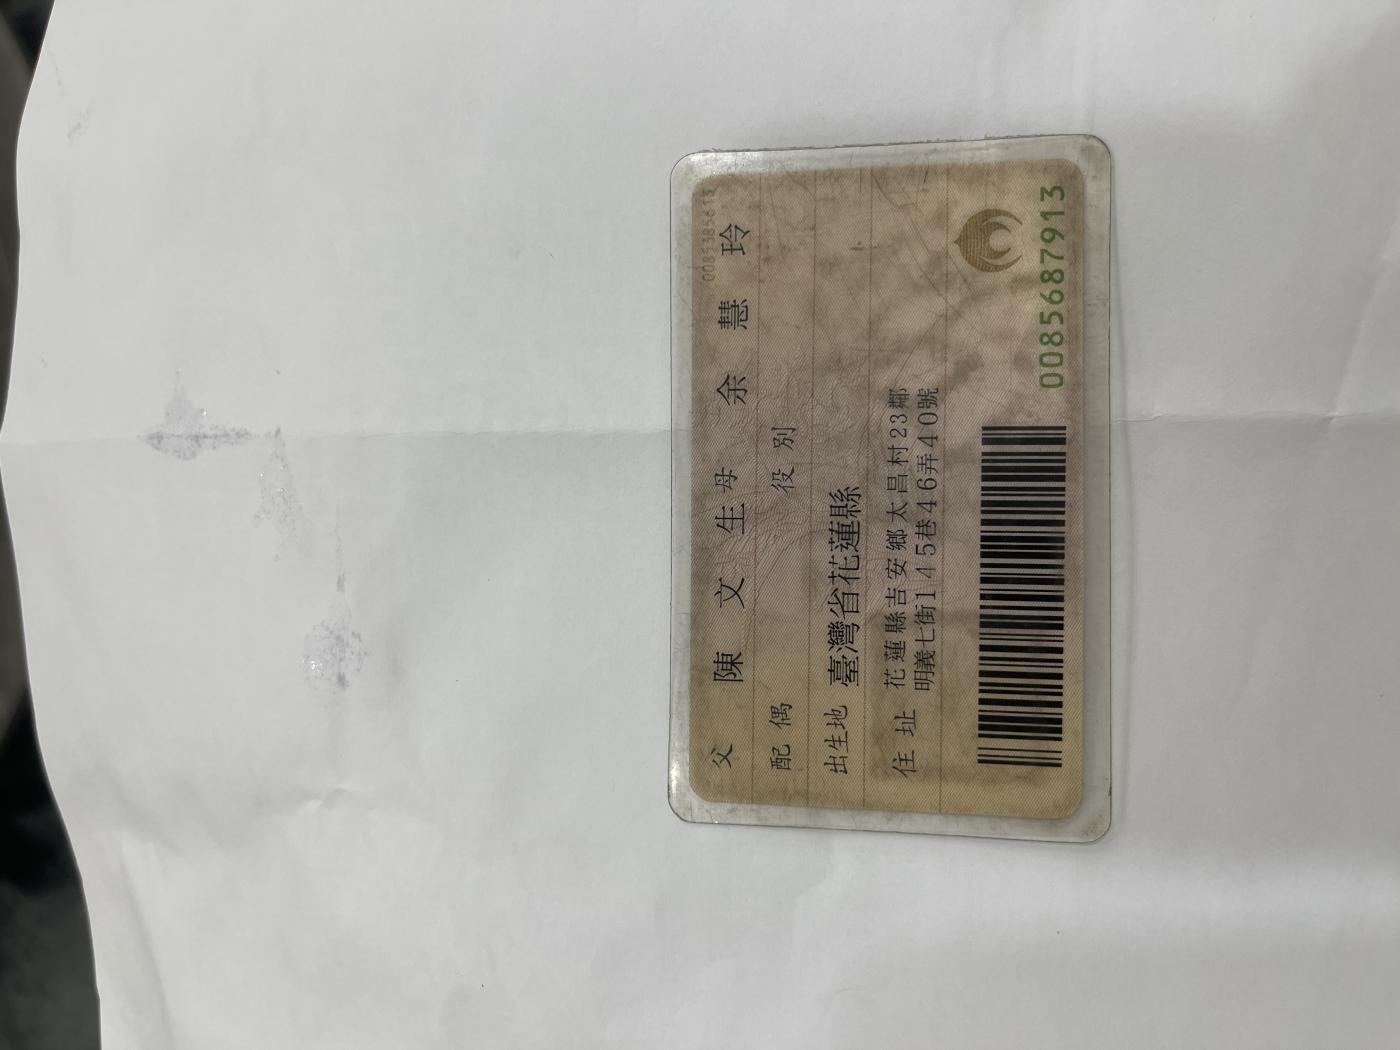 0085385613
父 陳文生 母 余慧玲
配偶 役別
出生地 臺灣省花蓮縣
住址 花蓮縣吉安鄉太昌村23鄰
明義七街145巷46弄40號
0085687913